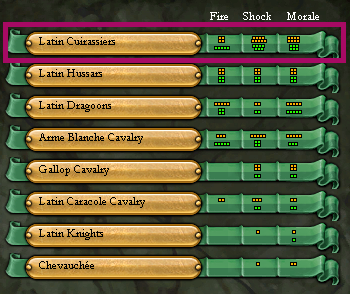 Fire Shock Morale
Latin Cuirassiers
Latin Hussars
Latin Dragoons
Arme Blanche Cavalry
Gallop Cavalry
Latin Caracole Cavalry
Latin Knights
Chevauchée